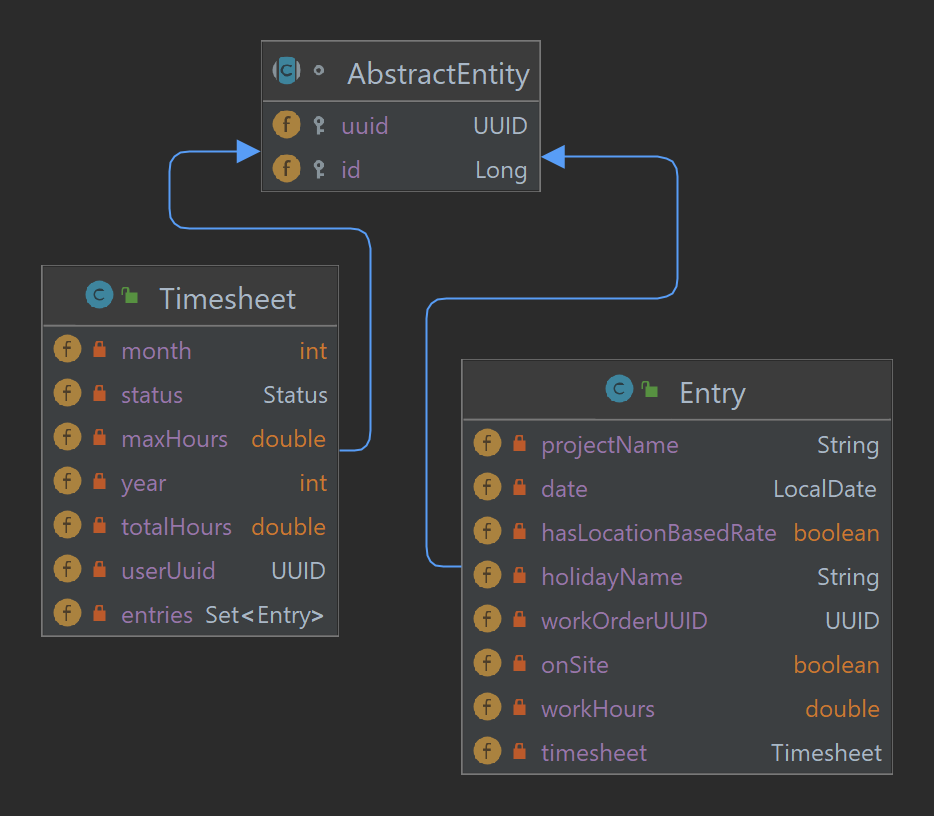 AbstractEntity
uuid UUID
id Long
Timesheet
month int
status Status
maxHours double
year int
totalHours double
userUuid UUID
entries Set<Entry>
Entry
projectName String
date LocalDate
hasLocationBasedRate boolean
holidayName String
workOrderUUID UUID
onSite boolean
workHours double
timesheet Timesheet